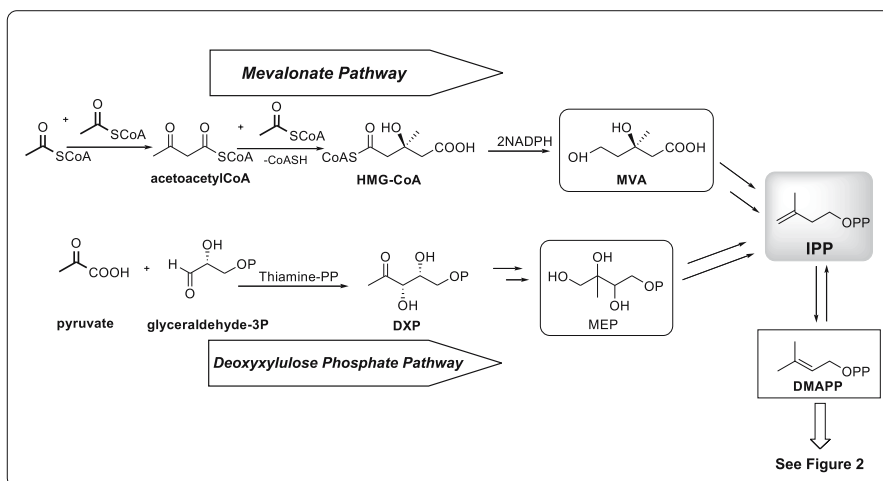 Mevalonate Pathway
+
O
SCoA
O
SCoA
acetoacetylCoA
O
O
SCoA
+
O
SCoA
-CoASH
HMG-CoA
O
CoAS
HO
COOH
2NADPH
MVA
HO
OH
COOH
IPP
OPP
pyruvate
O
COOH
+
glyceraldehyde-3P
OH
H
O
OP
Thiamine-PP
DXP
O
OH
OP
OH
MEP
HO
OH
OH
OP
Deoxyxylulose Phosphate Pathway
DMAPP
OPP
See Figure 2